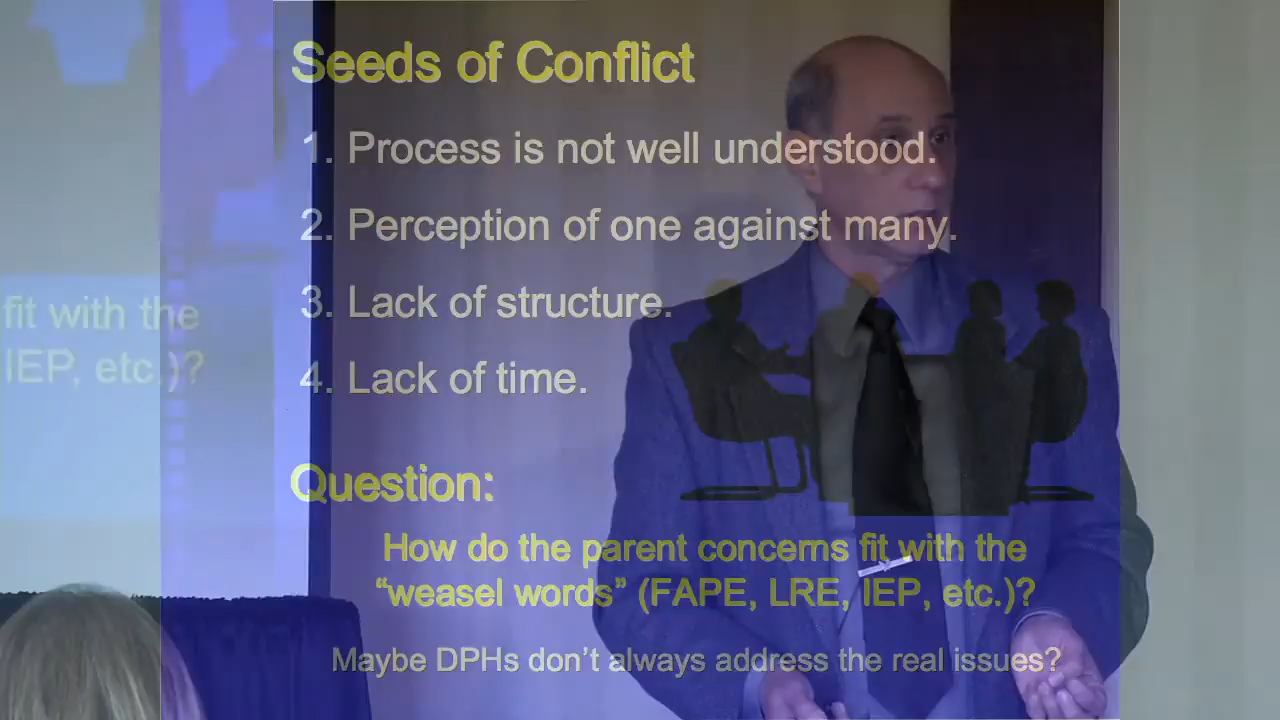 Seeds of Conflict
1. Process is not well understood.
2. Perception of one against many.
3. Lack of structure.
4. Lack of time.
fit with the
IEP, etc.)?
Question:
How do the parent concerns fit with the
“weasel words” (FAPE, LRE, IEP, etc.)?
Maybe DPHs don’t always address the real issues?